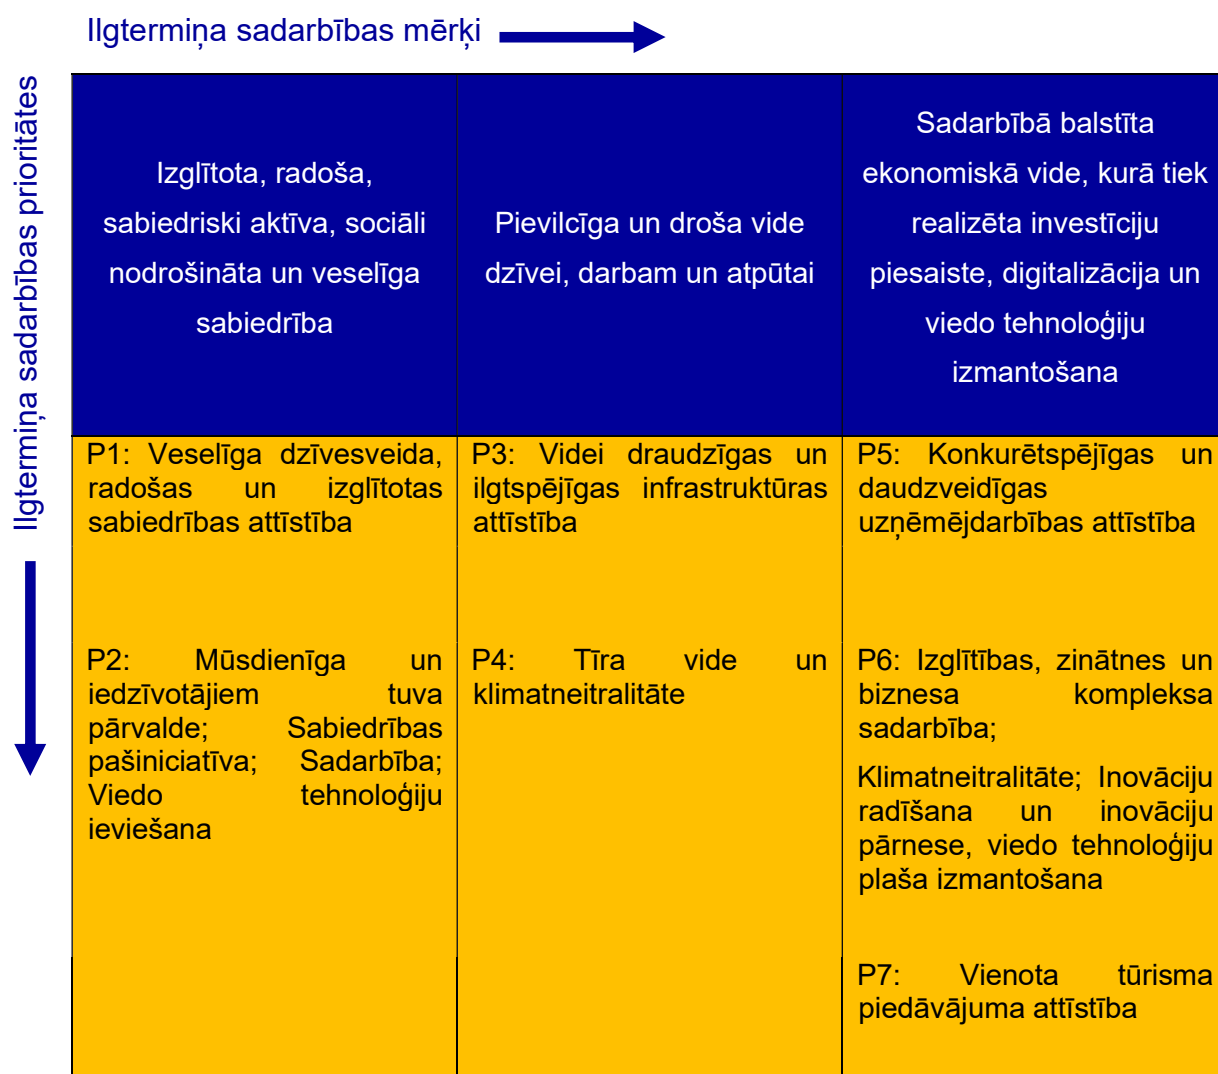 Ilgtermiņa sadarbības mērķi
Ilgtermiņa sadarbības prioritātes
Izglītota, radoša,
sabiedriski aktīva, sociāli
nodrošināta un veselīga
sabiedrība
Pievilcīga un droša vide
dzīvei, darbam un atpūtai
Sadarbībā balstīta
ekonomiskā vide, kurā tiek
realizēta investīciju
piesaiste, digitalizācija un
viedo tehnoloģiju
izmantošana
P1: Veselīga dzīvesveida,
radošas un izglītotas
sabiedrības attīstība
P3: Videi draudzīgas un
ilgtspējīgas infrastruktūras
attīstība
P5: Konkurētspējīgas un
daudzveidīgas
uzņēmējdarbības attīstība
P2: Mūsdienīga un
iedzīvotājiem tuva
pārvalde; Sabiedrības
pašiniciatīva; Sadarbība;
Viedo tehnoloģiju
ieviešana
P4: Tīra vide un
klimatneitralitāte
P6: Izglītības, zinātnes un
biznesa kompleksa
sadarbība;
Klimatneitralitāte; Inovāciju
radīšana un inovāciju
pārnese, viedo tehnoloģiju
plaša izmantošana
P7: Vienota tūrisma
piedāvājuma attīstība